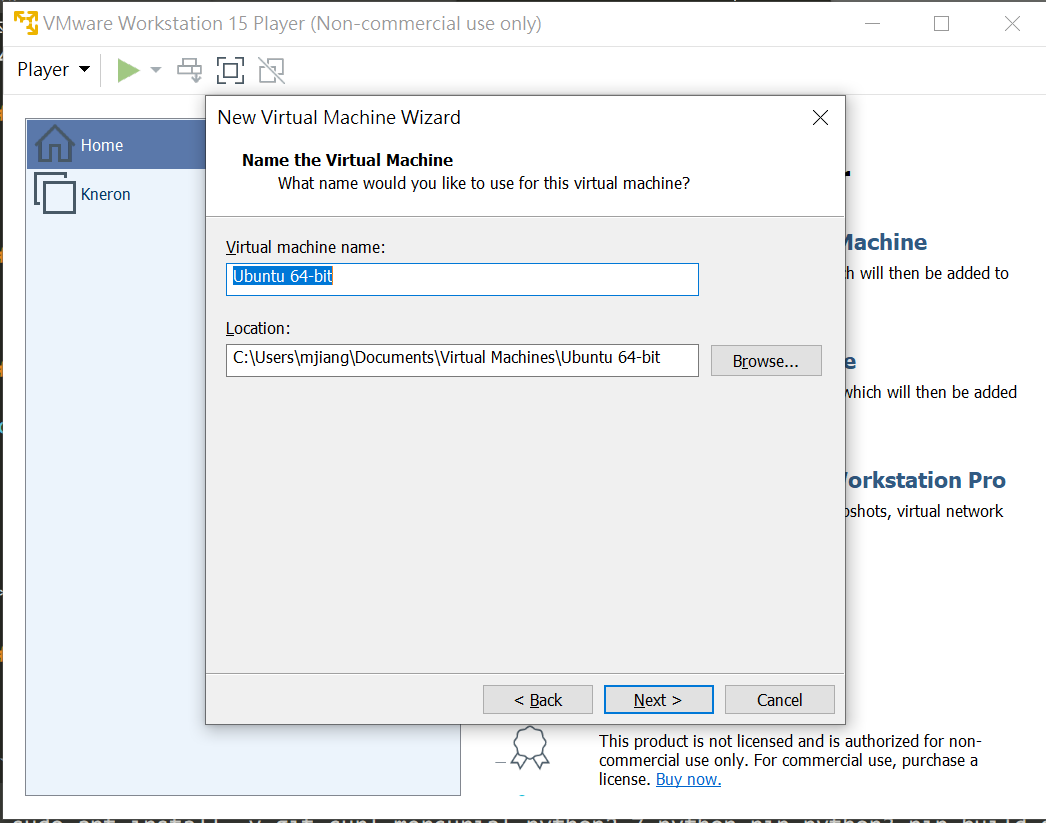 VMware Workstation 15 Player (Non-commercial use only)
Player
Home
Kneron
New Virtual Machine Wizard
Name the Virtual Machine
What name would you like to use for this virtual machine?
Virtual machine name:
Ubuntu 64-bit
Location:
C:\Users\mjiang\Documents\Virtual Machines\Ubuntu 64-bit
Browse...
< Back
Next >
Cancel
Machine
will then be added to
which will then be added
Workstation Pro
virtual network
This product is not licensed and is authorized for non-
commercial use only. For commercial use, purchase a
license. Buy now.